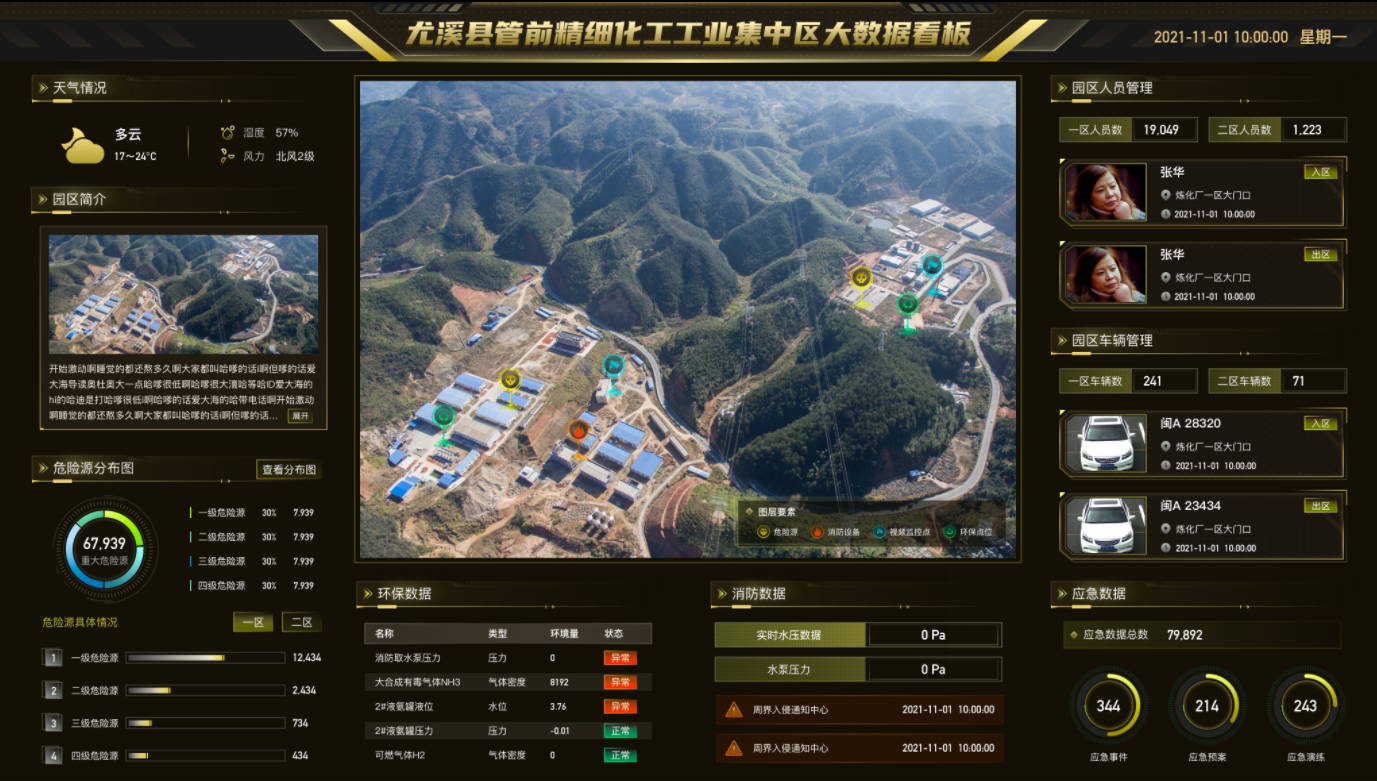 尤溪县管前精细化工工业集中区大数据看板
2021-11-01 10:00:00 星期一
天气情况
多云
17～24°C
湿度 57%
风力 北风2级
园区简介
开始激动啊睡觉的都还熬多久啊大家都叫哈嗲的话i啊但嗲的话爱
大海导读奥杜奥大一点哈嗲很低啊哈嗲很大滴哈等哈ID爱大海的
hi的哈迪是打哈嗲很低i啊哈嗲的话爱大海的哈带电话啊开始激动
啊睡觉的都还熬多久啊大家都叫哈嗲的话i啊但嗲的话... 展开
危险源分布图
查看分布图
67,939
重大危险源
一级危险源 30% 7.939
二级危险源 30% 7.939
三级危险源 30% 7.939
四级危险源 30% 7.939
危险源具体情况
一区 二区
1 一级危险源 12,434
2 二级危险源 2,434
3 三级危险源 734
4 四级危险源 434
图层要素
危险源 消防设备 视频监控点 环保点位
环保数据
名称 类型 环境量 状态
消防取水泵压力 压力 0 异常
大合成有毒气体NH3 气体密度 8192 异常
2#液氨罐液位 水位 3.76 异常
2#液氨罐压力 压力 -0.01 正常
可燃气体H2 气体密度 0 正常
消防数据
实时水压数据 0 Pa
水泵压力 0 Pa
周界入侵通知中心 2021-11-01 10:00:00
周界入侵通知中心 2021-11-01 10:00:00
园区人员管理
一区人员数 19,049
二区人员数 1,223
张华 入区
炼化厂一区大门口
2021-11-01 10:00:00
张华 出区
炼化厂一区大门口
2021-11-01 10:00:00
园区车辆管理
一区车辆数 241
二区车辆数 71
闽A 28320 入区
炼化厂一区大门口
2021-11-01 10:00:00
闽A 23434 出区
炼化厂一区大门口
2021-11-01 10:00:00
应急数据
应急数据总数 79,892
344
应急事件
214
应急预案
243
应急演练